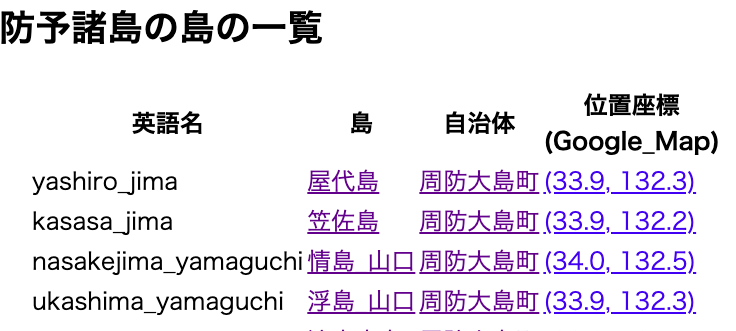 防予諸島の島の一覧
英語名 島 自治体 位置座標
(Google_Map)
yashiro_jima 屋代島 周防大島町 (33.9, 132.3)
kasasa_jima 笠佐島 周防大島町 (33.9, 132.2)
nasakejima_yamaguchi 情島_山口 周防大島町 (34.0, 132.5)
ukashima_yamaguchi 浮島_山口 周防大島町 (33.9, 132.3)